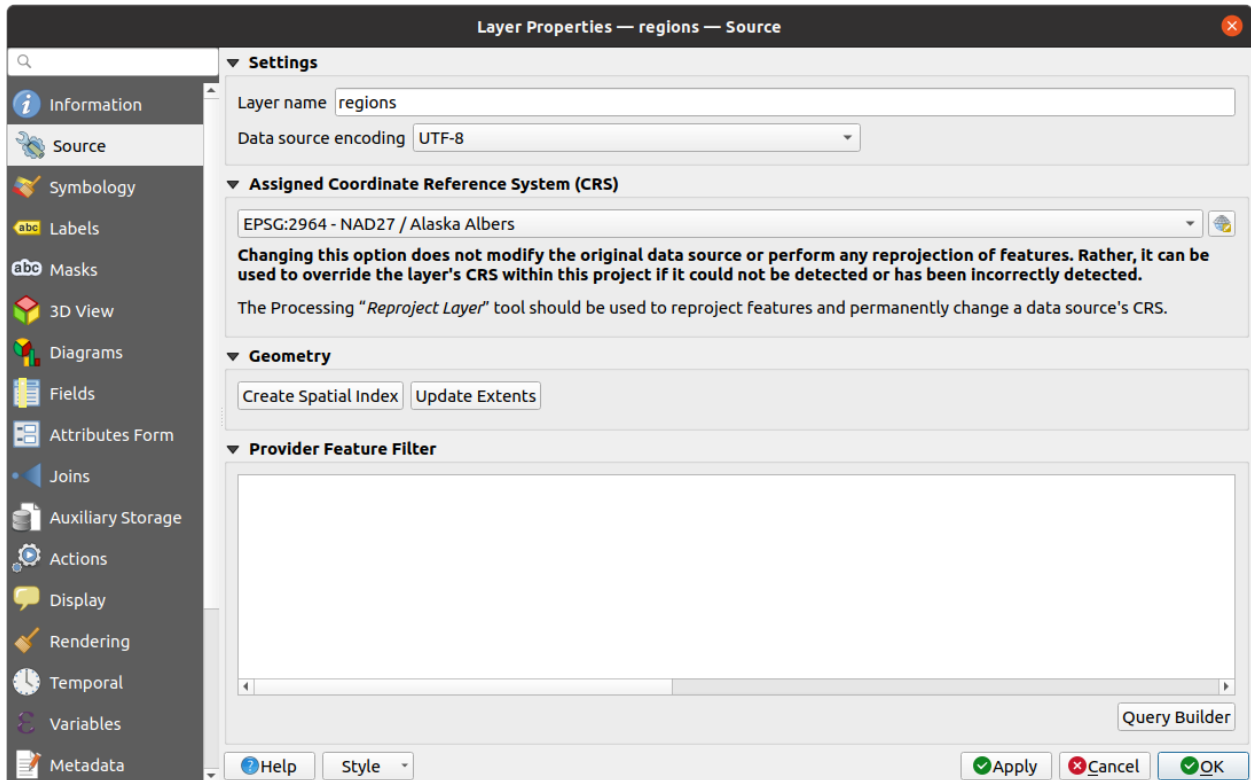 Layer Properties — regions — Source
Information
Source
Symbology
abc Labels
abc Masks
3D View
Diagrams
Fields
Attributes Form
Joins
Auxiliary Storage
Actions
Display
Rendering
Temporal
Variables
Metadata
Settings
Layer name regions
Data source encoding UTF-8
Assigned Coordinate Reference System (CRS)
EPSG:2964 - NAD27 / Alaska Albers
Changing this option does not modify the original data source or perform any reprojection of features. Rather, it can be
used to override the layer's CRS within this project if it could not be detected or has been incorrectly detected.
The Processing “Reproject Layer” tool should be used to reproject features and permanently change a data source's CRS.
Geometry
Create Spatial Index Update Extents
Provider Feature Filter
Query Builder
Help Style Apply Cancel OK